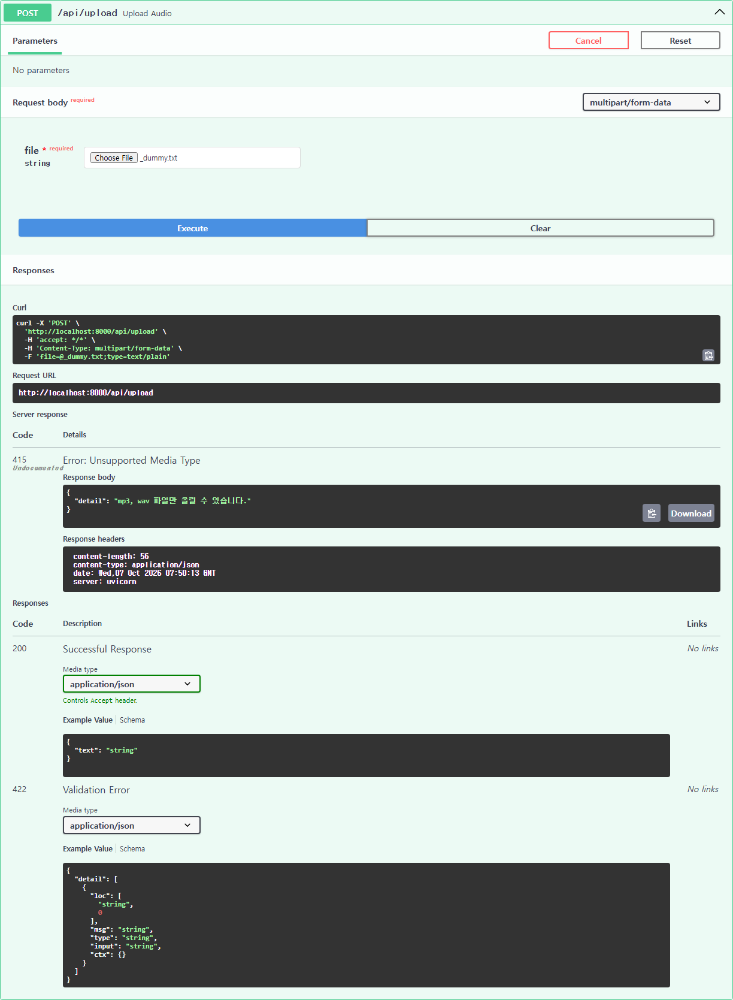 POST /api/upload Upload Audio
Parameters Cancel Reset
No parameters
Request body required multipart/form-data
file * required
string
Choose File _dummy.txt
Execute Clear
Responses
Curl
curl -X 'POST' \
'http://localhost:8000/api/upload' \
-H 'accept: */*' \
-H 'Content-Type: multipart/form-data' \
-F 'file=@_dummy.txt;type=text/plain'
Request URL
http://localhost:8000/api/upload
Server response
Code Details
415 Error: Unsupported Media Type
Undocumented
Response body
{
"detail": "mp3, wav 파일만 올릴 수 있습니다."
}
Download
Response headers
content-length: 56
content-type: application/json
date: Wed,07 Oct 2026 07:50:13 GMT
server: uvicorn
Responses
Code Description Links
200 Successful Response No links
Media type
application/json
Controls Accept header.
Example Value Schema
{
"text": "string"
}
422 Validation Error No links
Media type
application/json
Example Value Schema
{
"detail": [
{
"loc": [
"string",
0
],
"msg": "string",
"type": "string",
"input": "string",
"ctx": {}
}
]
}